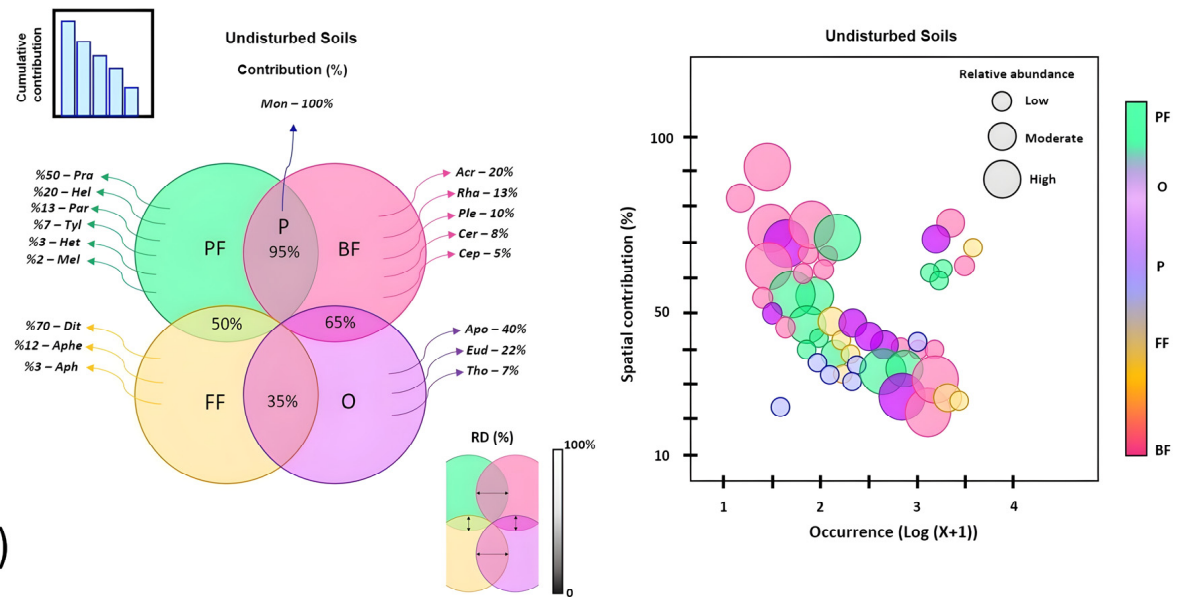 Cumulative
contribution
Undisturbed Soils
Contribution (%)
Mon – 100%
%50 – Pra
%20 – Hel
%13 – Par
%7 – Tyl
%3 – Het
%2 – Mel
Acr – 20%
Rha – 13%
Ple – 10%
Cer – 8%
Cep – 5%
PF
P
95%
BF
50%
65%
%70 – Dit
%12 – Aphe
%3 – Aph
Apo – 40%
Eud – 22%
Tho – 7%
FF
35%
O
RD (%)
100%
0
)
Undisturbed Soils
Relative abundance
Low
Moderate
High
Spatial contribution (%)
100
50
10
1 2 3 4
Occurrence (Log (X+1))
PF
O
P
FF
BF